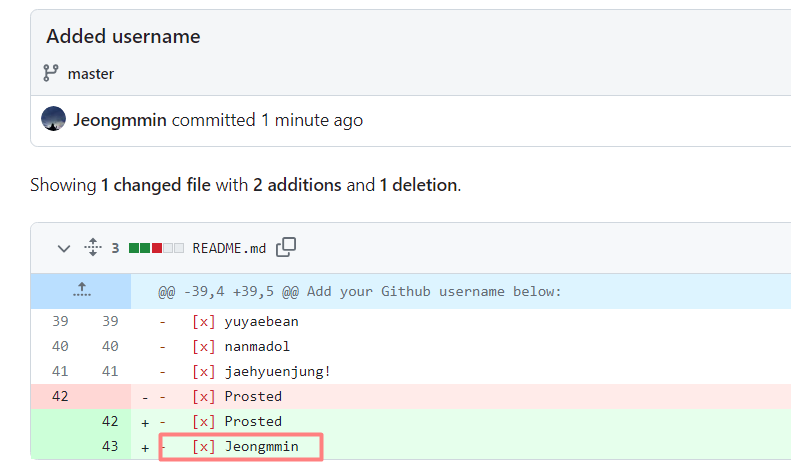 Added username
master
Jeongmmin committed 1 minute ago
Showing 1 changed file with 2 additions and 1 deletion.
3 README.md
@@ -39,4 +39,5 @@ Add your Github username below:
39 39 - [x] yuyaebean
40 40 - [x] nanmadol
41 41 - [x] jaehyuenjung!
42 - - [x] Prosted
42 + - [x] Prosted
43 + - [x] Jeongmmin